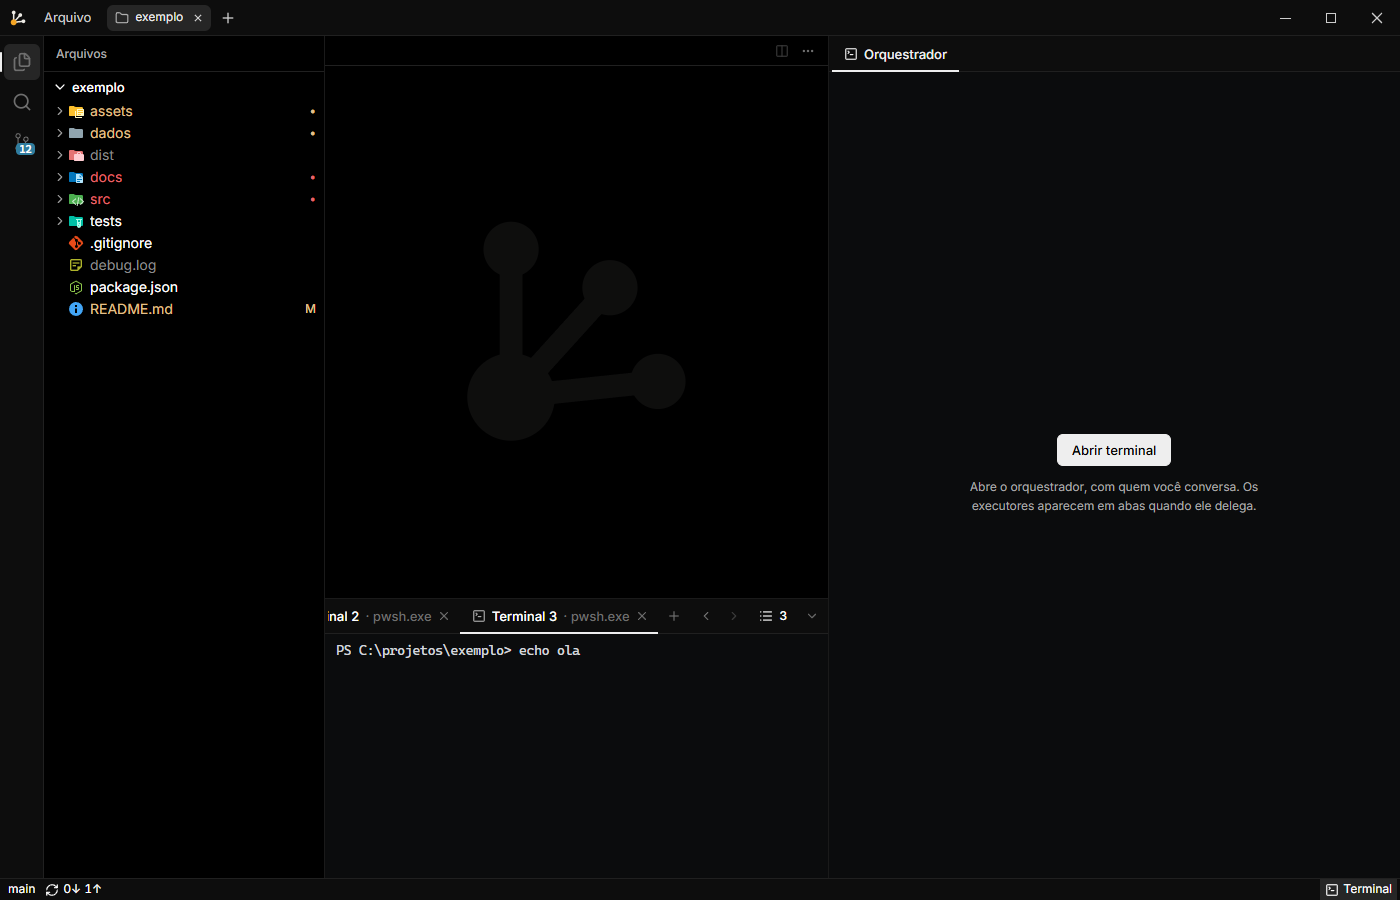 Arquivo
exemplo
Arquivos
exemplo
assets
dados
dist
docs
src
tests
.gitignore
debug.log
package.json
README.md M
12
Orquestrador
Abrir terminal
Abre o orquestrador, com quem você conversa. Os
executores aparecem em abas quando ele delega.
inal 2 · pwsh.exe
Terminal 3 · pwsh.exe
3
PS C:\projetos\exemplo> echo ola
main 0↓ 1↑
Terminal